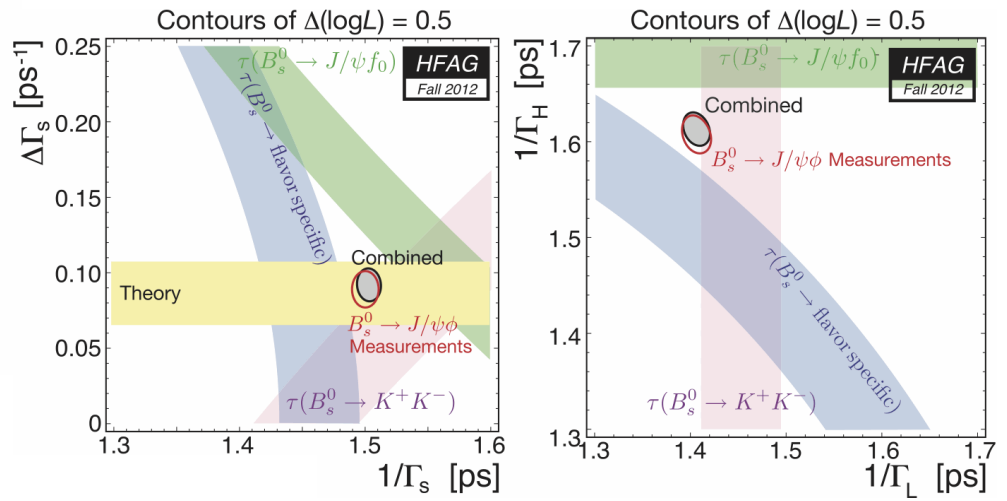 Contours of Δ(logL) = 0.5
ΔΓs [ps⁻¹]
0.25
0.20
0.15
0.10
0.05
0
τ(B⁰s → J/ψf₀)
HFAG
Fall 2012
τ(B⁰s → flavor specific)
Combined
Theory
B⁰s → J/ψϕ
Measurements
τ(B⁰s → K⁺K⁻)
1.3 1.4 1.5 1.6
1/Γs [ps]
Contours of Δ(logL) = 0.5
1/ΓH [ps]
1.7
1.6
1.5
1.4
1.3
τ(B⁰s → J/ψf₀)
HFAG
Fall 2012
Combined
B⁰s → J/ψϕ Measurements
τ(B⁰s → flavor specific)
τ(B⁰s → K⁺K⁻)
1.3 1.4 1.5 1.6 1.7
1/ΓL [ps]